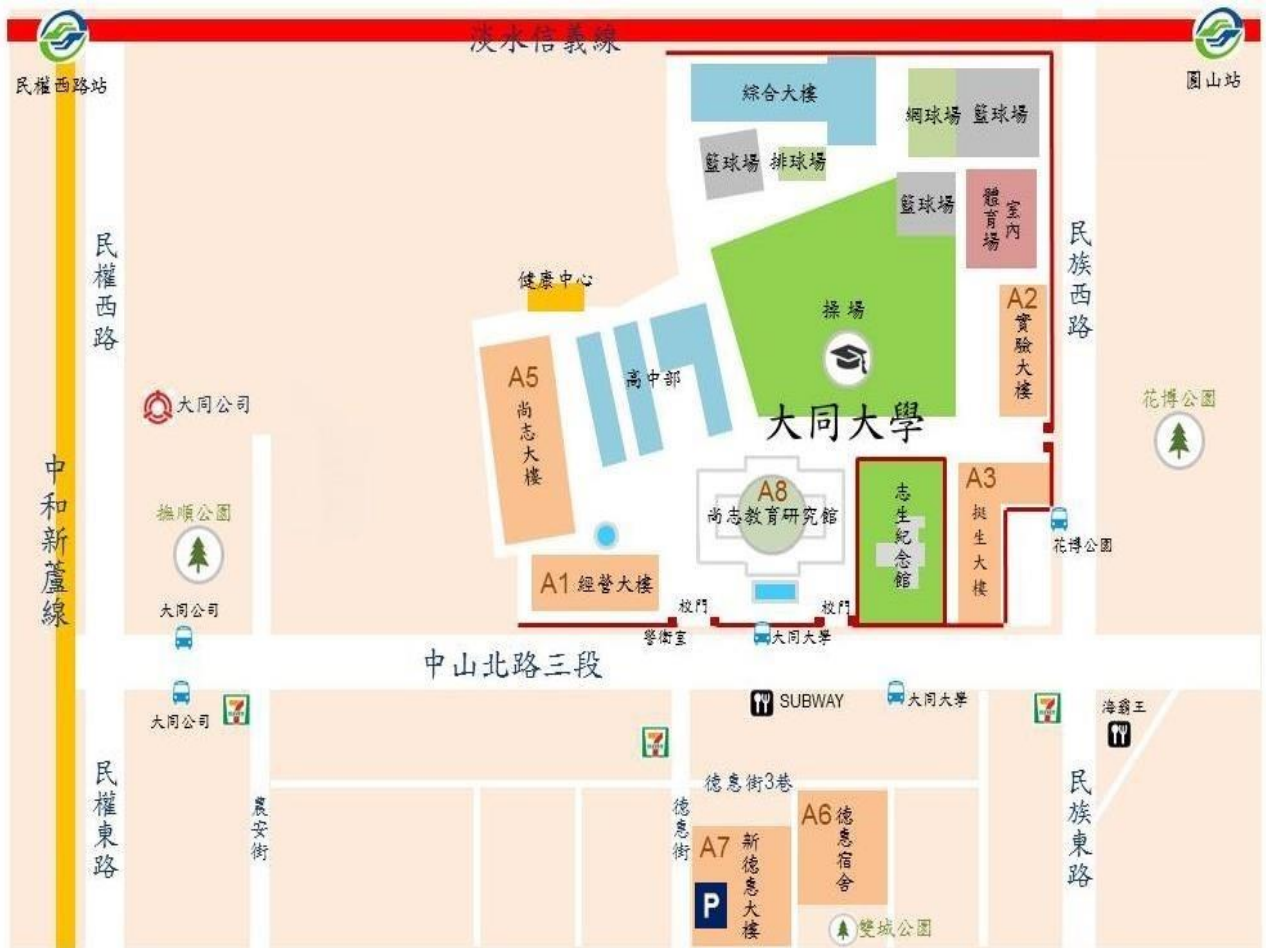 淡水信義線
民權西路站
圓山站
綜合大樓
網球場
籃球場
籃球場
排球場
籃球場
室內
體育場
民權西路
民族西路
健康中心
操場
A2
實驗大樓
A5
尚志大樓
高中部
大同公司
花博公園
大同大學
中和新蘆線
撫順公園
A8
尚志教育研究館
志生紀念館
A3
挺生大樓
花博公園
A1 經營大樓
大同公司
校門
校門
警衛室
大同大學
中山北路三段
大同公司
SUBWAY
大同大學
海霸王
民權東路
農安街
德惠街3巷
德惠街
民族東路
A7
新德惠大樓
P
A6
德惠宿舍
雙城公園